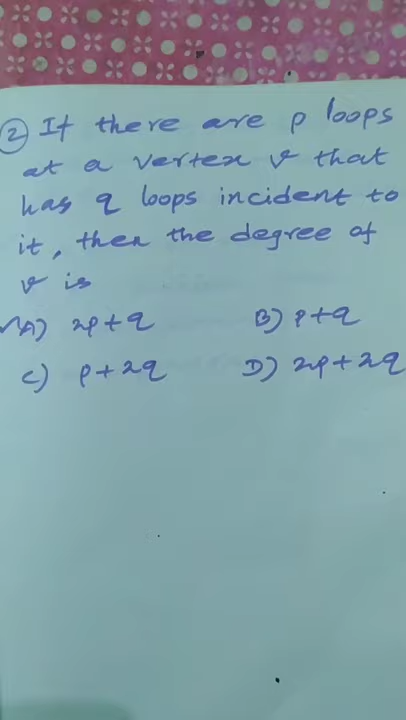 ② If there are p loops
at a vertex v that
has q loops incident to
it, then the degree of
v is
✓A) 2p+q B) p+q
C) p+2q D) 2p+2q